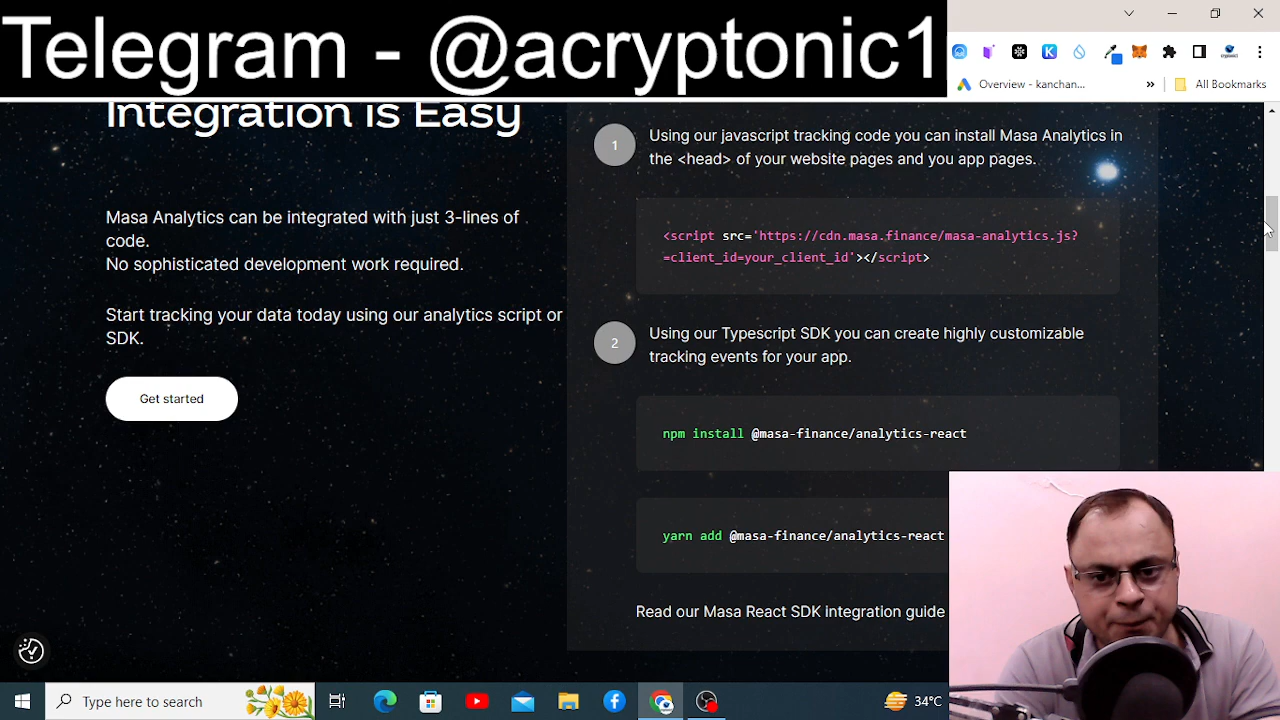 Telegram - @acryptonic1
Overview - kanchan...
»
All Bookmarks
Integration is Easy
Masa Analytics can be integrated with just 3-lines of
code.
No sophisticated development work required.
Start tracking your data today using our analytics script or
SDK.
Get started
1
Using our javascript tracking code you can install Masa Analytics in
the <head> of your website pages and you app pages.
<script src='https://cdn.masa.finance/masa-analytics.js?
=client_id=your_client_id'></script>
2
Using our Typescript SDK you can create highly customizable
tracking events for your app.
npm install @masa-finance/analytics-react
yarn add @masa-finance/analytics-react
Read our Masa React SDK integration guide
Type here to search
34°C